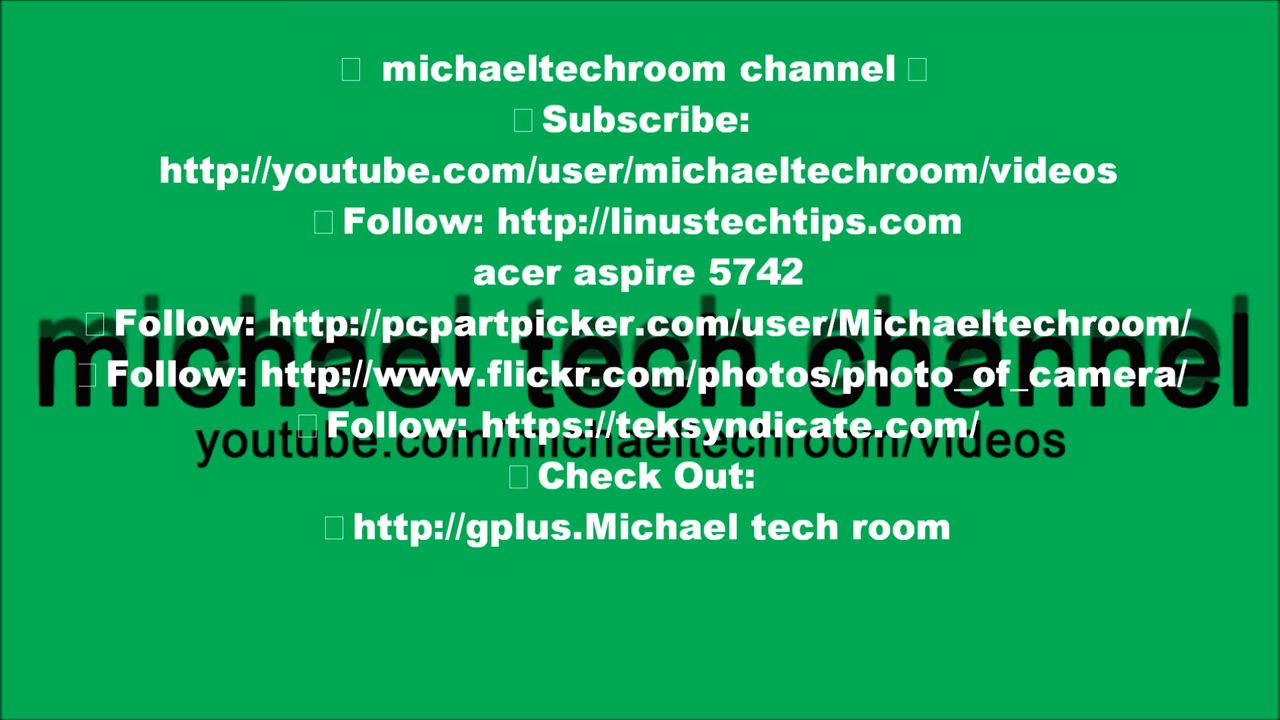 michaeltechroom channel
Subscribe:
http://youtube.com/user/michaeltechroom/videos
Follow: http://linustechtips.com
acer aspire 5742
Follow: http://pcpartpicker.com/user/Michaeltechroom/
michael tech channel
Follow: http://www.flickr.com/photos/photo_of_camera/
Follow: https://teksyndicate.com/
youtube.com/michaeltechroom/videos
Check Out:
http://gplus.Michael tech room